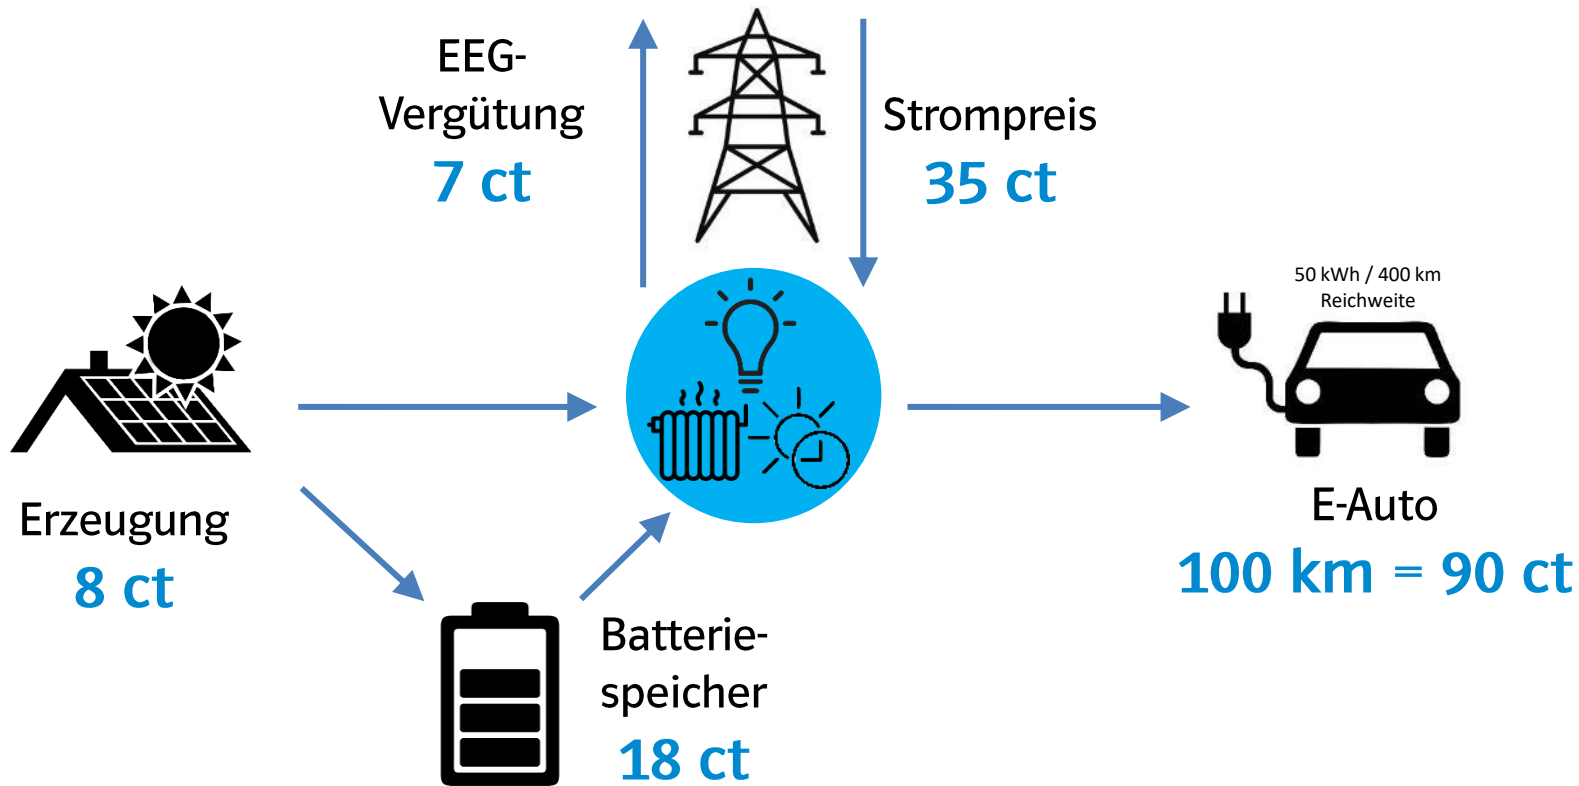 EEG-
Vergütung
7 ct
Strompreis
35 ct
50 kWh / 400 km
Reichweite
Erzeugung
8 ct
E-Auto
100 km = 90 ct
Batterie-
speicher
18 ct